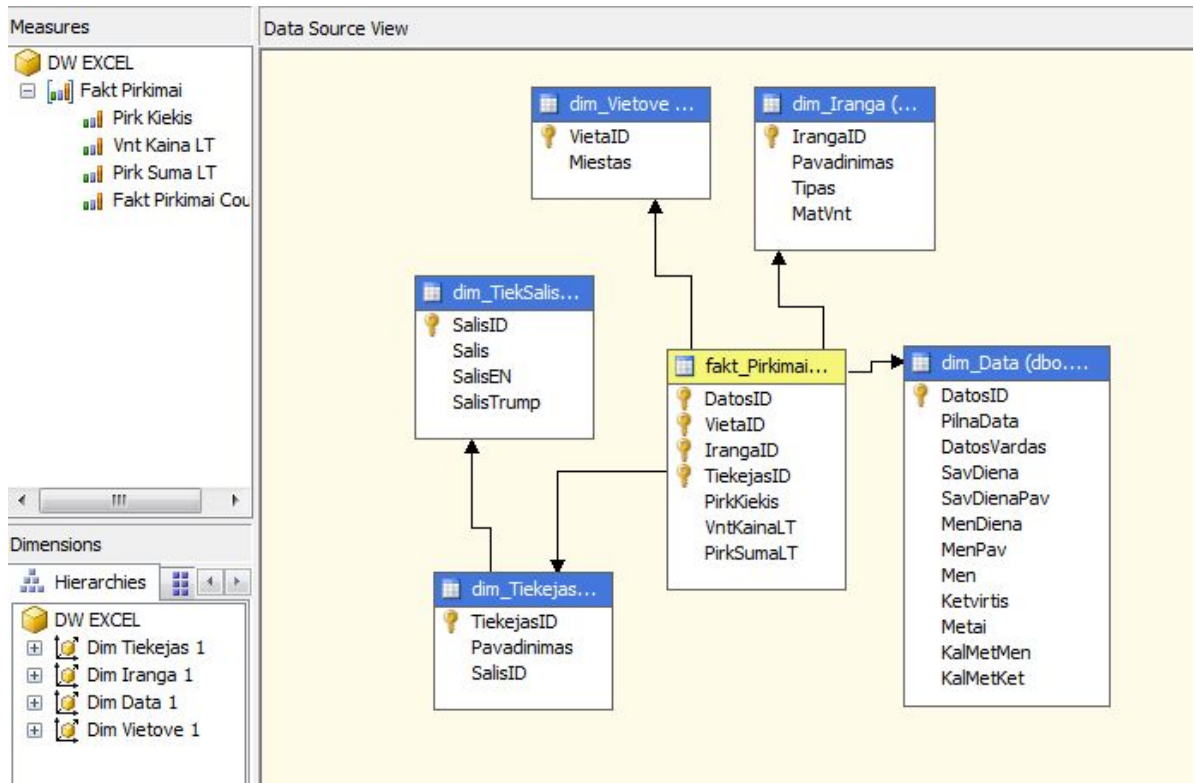 Measures
DW EXCEL
Fakt Pirkimai
Pirk Kiekis
Vnt Kaina LT
Pirk Suma LT
Fakt Pirkimai Cou
Dimensions
Hierarchies
DW EXCEL
Dim Tiekejas 1
Dim Iranga 1
Dim Data 1
Dim Vietove 1
Data Source View
dim_Vietove ...
VietaID
Miestas
dim_Iranga (...
IrangaID
Pavadinimas
Tipas
MatVnt
dim_TiekSalis...
SalisID
Salis
SalisEN
SalisTrump
fakt_Pirkimai...
DatosID
VietaID
IrangaID
TiekejasID
PirkKiekis
VntKainaLT
PirkSumaLT
dim_Data (dbo....
DatosID
PilnaData
DatosVardas
SavDiena
SavDienaPav
MenDiena
MenPav
Men
Ketvirtis
Metai
KalMetMen
KalMetKet
dim_Tiekejas...
TiekejasID
Pavadinimas
SalisID